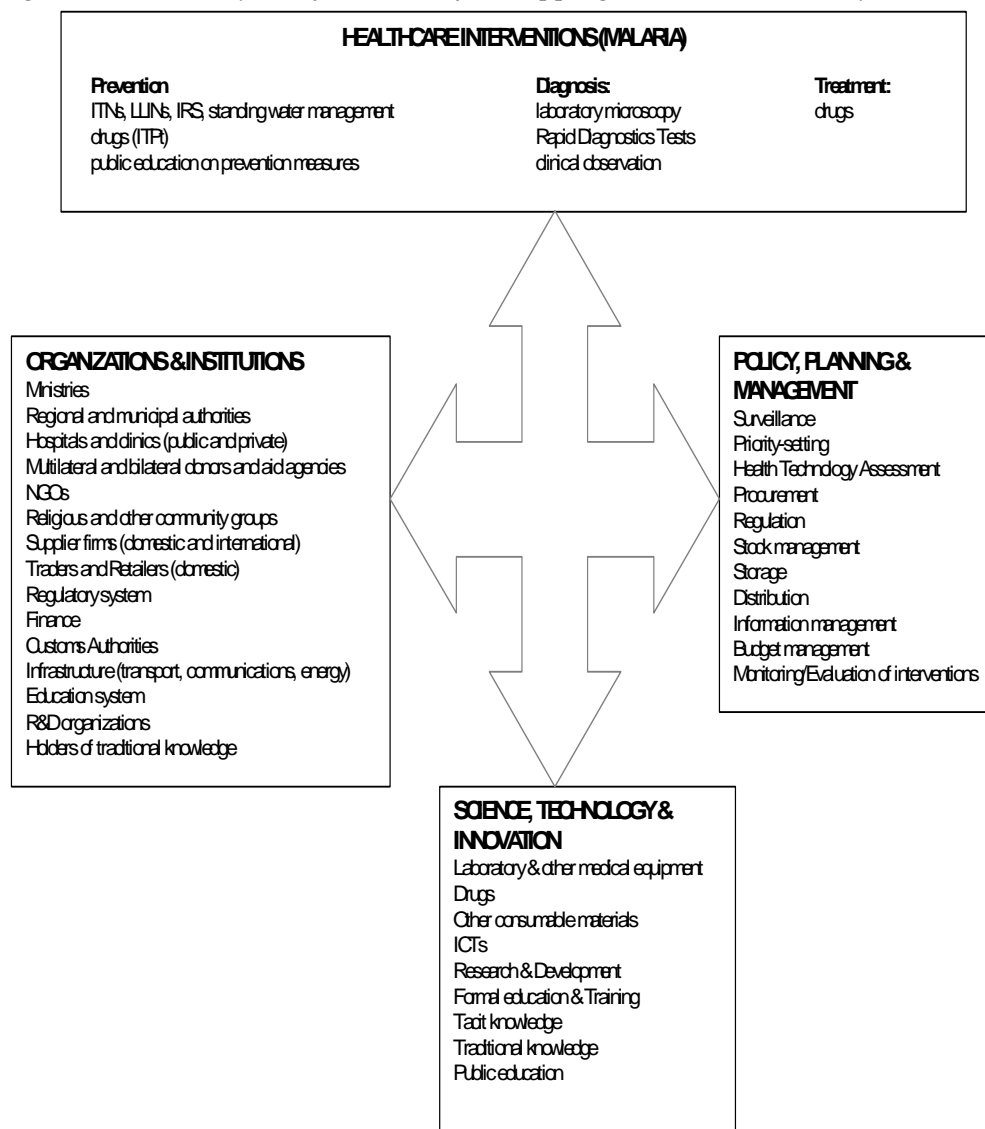 HEALTHCARE INTERVENTIONS (MALARIA)
Prevention
ITNs, LLINs, IRS, standing water management
drugs (ITPt)
public education on prevention measures
Diagnosis:
laboratory microscopy
Rapid Diagnostics Tests
clinical observation
Treatment:
drugs
ORGANIZATIONS & INSTITUTIONS
Ministries
Regional and municipal authorities
Hospitals and clinics (public and private)
Multilateral and bilateral donors and aid agencies
NGOs
Religious and other community groups
Supplier firms (domestic and international)
Traders and Retailers (domestic)
Regulatory system
Finance
Customs Authorities
Infrastructure (transport, communications, energy)
Education system
R&D organizations
Holders of traditional knowledge
POLICY, PLANNING &
MANAGEMENT
Surveillance
Priority-setting
Health Technology Assessment
Procurement
Regulation
Stock management
Storage
Distribution
Information management
Budget management
Monitoring/Evaluation of interventions
SCIENCE, TECHNOLOGY &
INNOVATION
Laboratory & other medical equipment
Drugs
Other consumable materials
ICTs
Research & Development
Formal education & Training
Tacit knowledge
Traditional knowledge
Public education